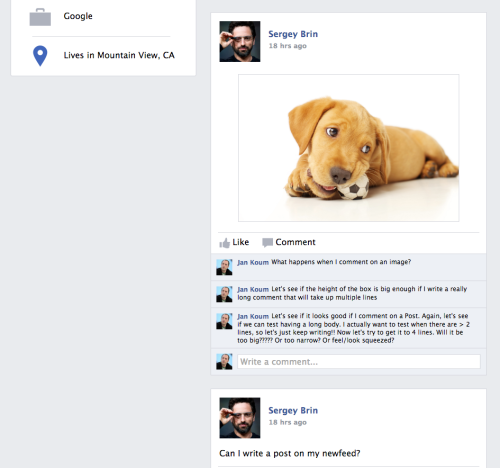 Google
Lives in Mountain View, CA
Sergey Brin
18 hrs ago
Like Comment
Jan Koum What happens when I comment on an image?
Jan Koum Let's see if the height of the box is big enough if I write a really
long comment that will take up multiple lines
Jan Koum Let's see if it looks good if I comment on a Post. Again, let's see
if we can test having a long body. I actually want to test when there are > 2
lines, so let's just keep writing!! Now let's try to get it to 4 lines. Will it be
too big????? Or too narrow? Or feel/look squeezed?
Write a comment...
Sergey Brin
18 hrs ago
Can I write a post on my newfeed?